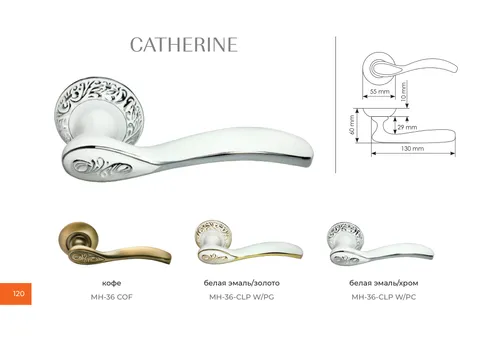 CATHERINE
55 mm
10 mm
60 mm
29 mm
130 mm
кофе
MH-36 COF
белая эмаль/золото
MH-36-CLP W/PG
белая эмаль/хром
MH-36-CLP W/PC
120